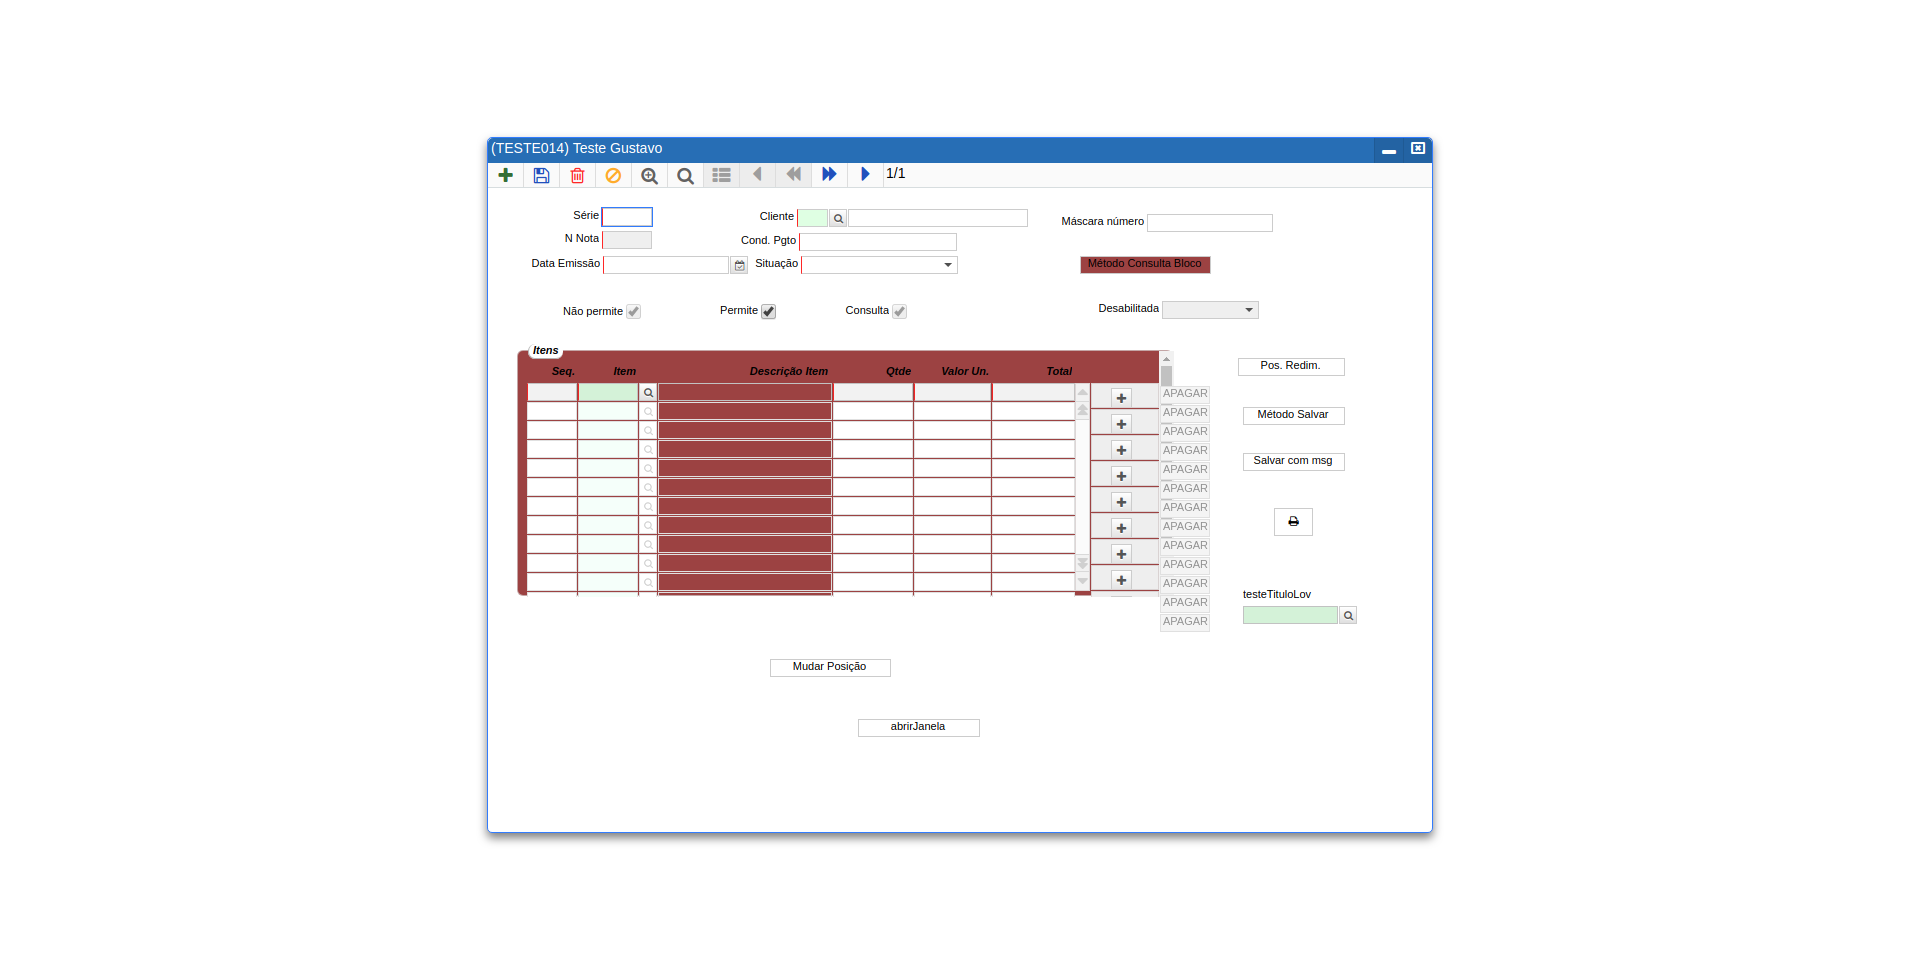 (TESTE014) Teste Gustavo
1/1
Série
Cliente
Máscara número
N Nota
Cond. Pgto
Data Emissão
Situação
Método Consulta Bloco
Não permite
Permite
Consulta
Desabilitada
Itens
Seq. Item Descrição Item Qtde Valor Un. Total
Pos. Redim.
APAGAR
APAGAR
Método Salvar
APAGAR
APAGAR
Salvar com msg
APAGAR
APAGAR
APAGAR
APAGAR
APAGAR
APAGAR
APAGAR
testeTituloLov
APAGAR
APAGAR
Mudar Posição
abrirJanela